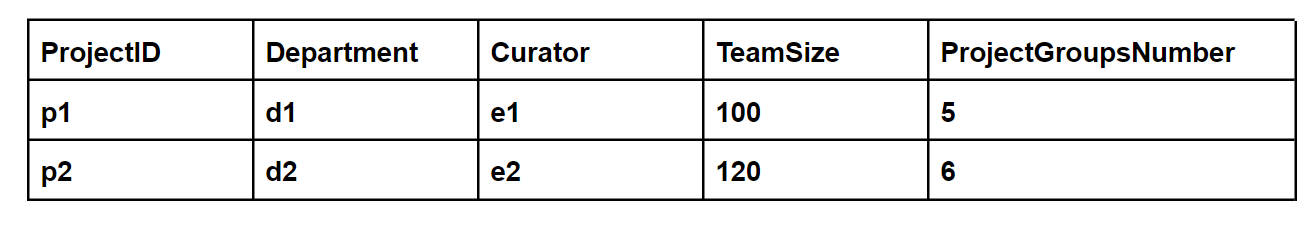 ProjectID Department Curator TeamSize ProjectGroupsNumber
p1 d1 e1 100 5
p2 d2 e2 120 6